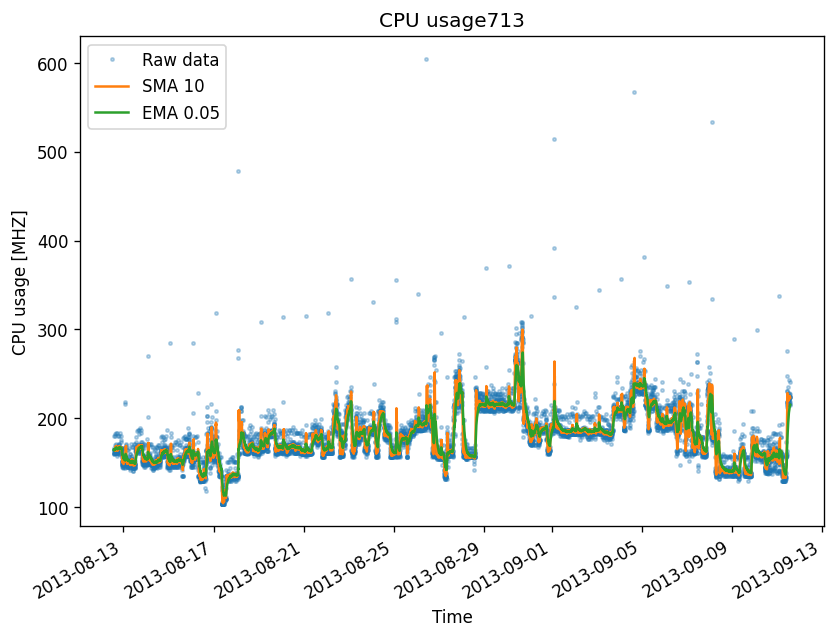 CPU usage713
Raw data
SMA 10
EMA 0.05
600
500
400
300
200
100
CPU usage [MHZ]
2013-08-13
2013-08-17
2013-08-21
2013-08-25
2013-08-29
2013-09-01
2013-09-05
2013-09-09
2013-09-13
Time